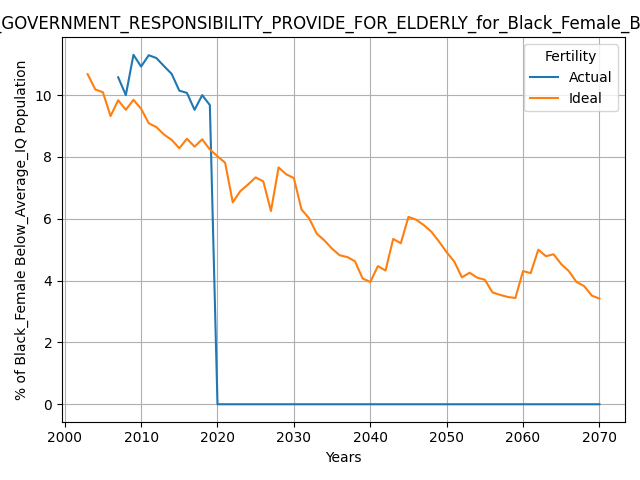 _GOVERNMENT_RESPONSIBILITY_PROVIDE_FOR_ELDERLY_for_Black_Female_B
% of Black_Female Below_Average_IQ Population
Fertility
Actual
Ideal
10
8
6
4
2
0
2000 2010 2020 2030 2040 2050 2060 2070
Years